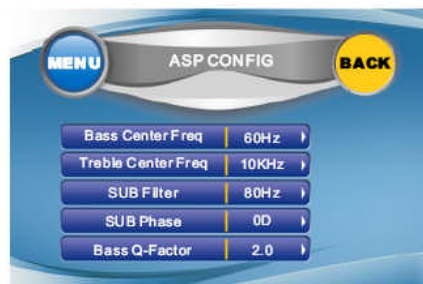 MENU
ASP CONFIG
BACK
Bass Center Freq 60Hz
Treble Center Freq 10KHz
SUB Filter 80Hz
SUB Phase 0D
Bass Q-Factor 2.0